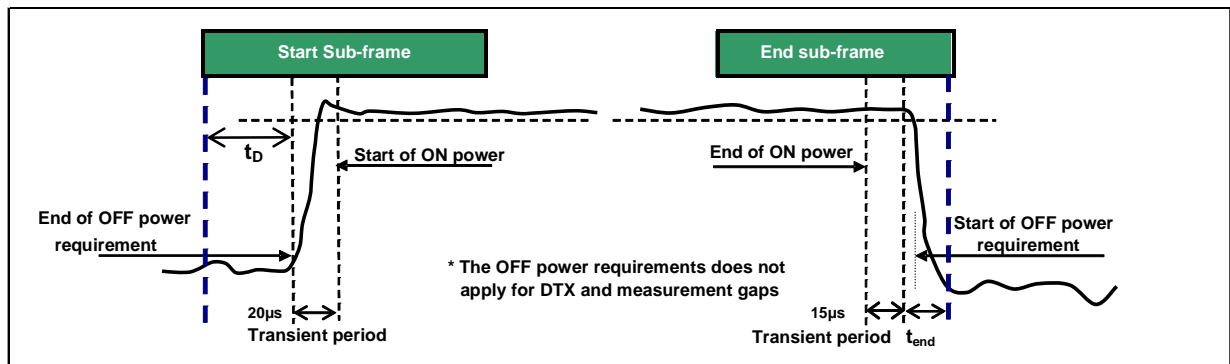 Start Sub-frame
End sub-frame
tD
Start of ON power
End of ON power
End of OFF power
requirement
Start of OFF power
requirement
* The OFF power requirements does not
apply for DTX and measurement gaps
20µs
Transient period
15µs
Transient period
tend